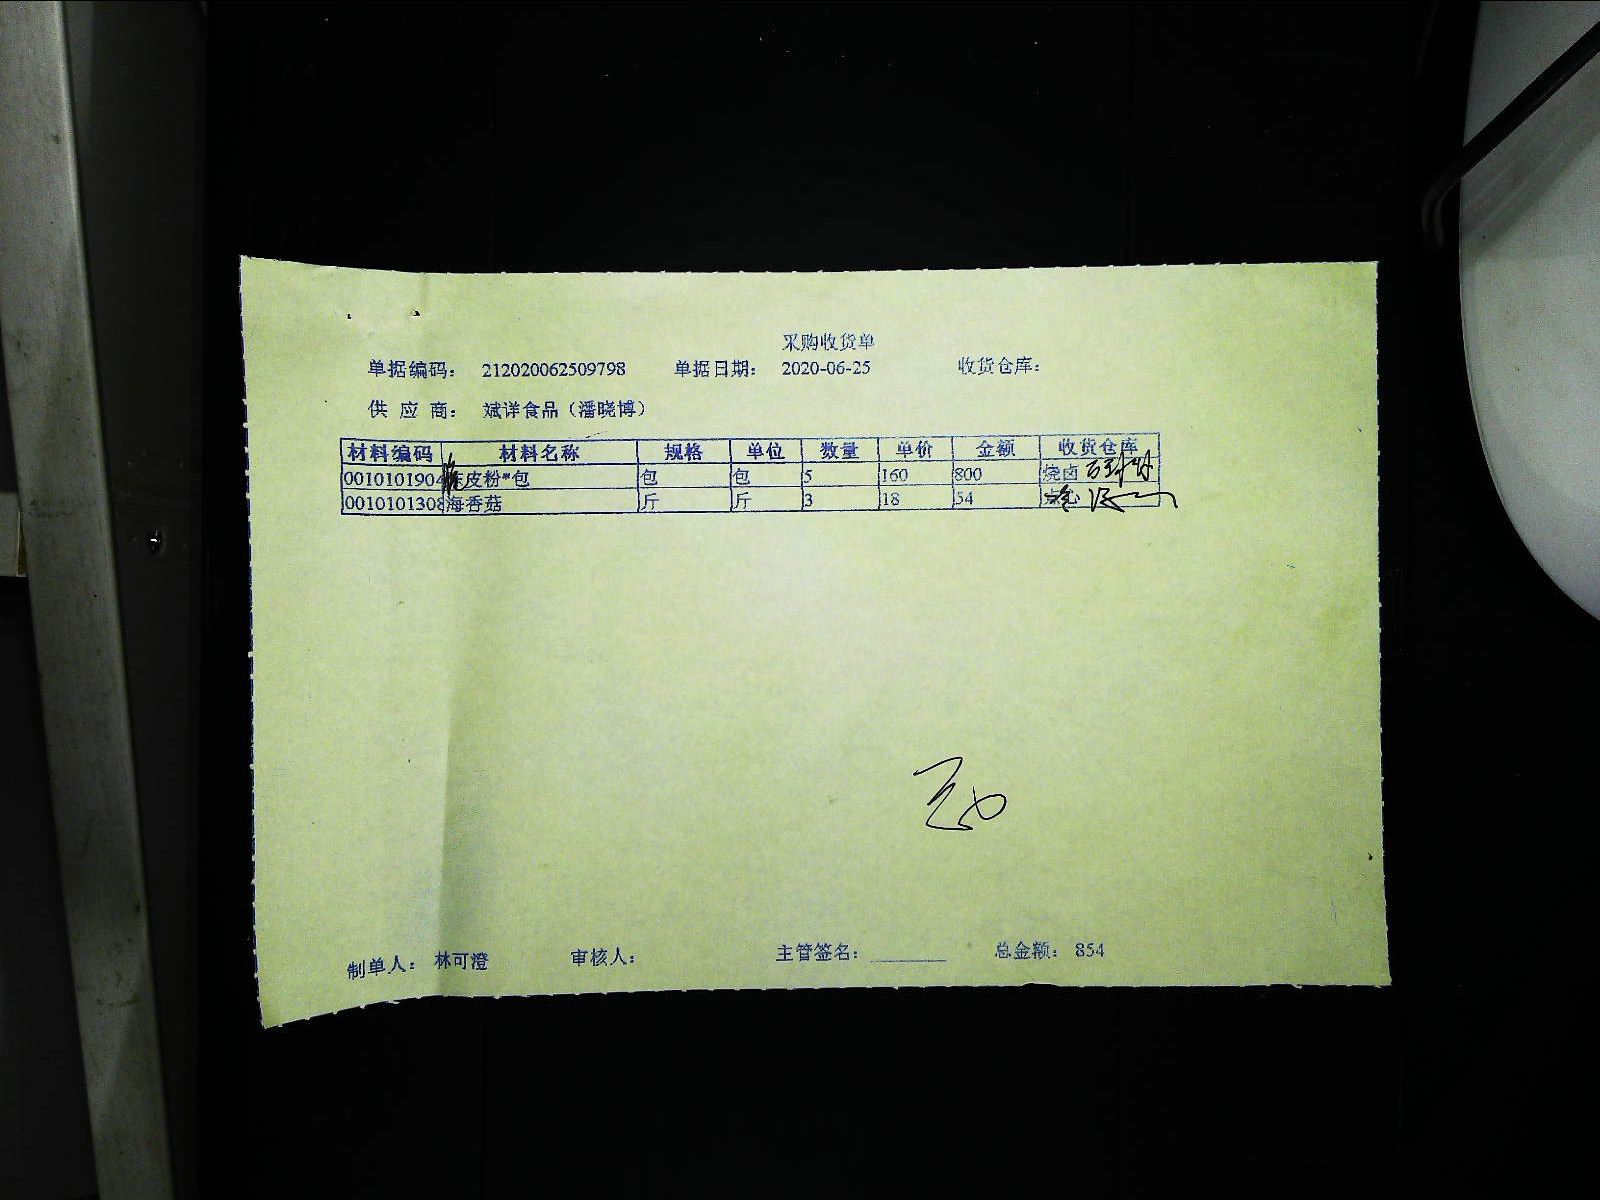 采购收货单
单据编码: 212020062509798 单据日期: 2020-06-25 收货仓库:
供 应 商: 斌详食品(潘晓博)
材料编码 材料名称 规格 单位 数量 单价 金额 收货仓库
0010101904 皮粉*包 包 包 5 160 800 烧卤
0010101308 海香菇 斤 斤 3 18 54
制单人: 林可澄 审核人: 主管签名: ________ 总金额: 854